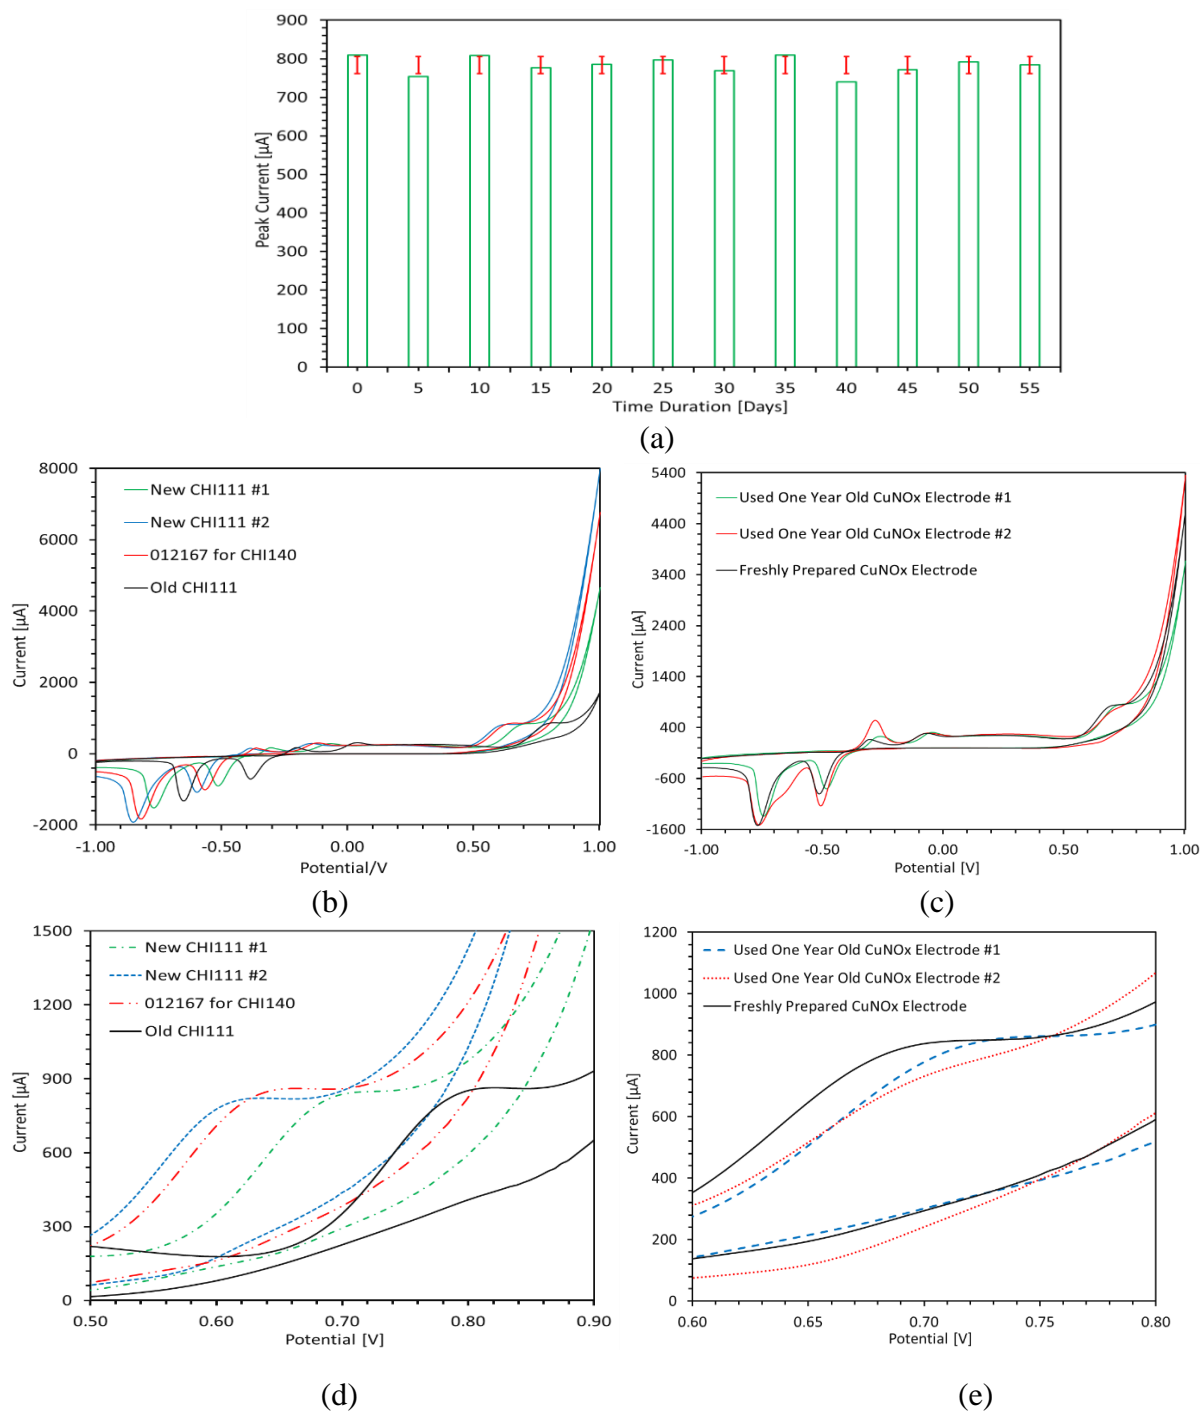 900
800
700
600
500
400
300
200
100
0
Peak Current [µA]
0 5 10 15 20 25 30 35 40 45 50 55
Time Duration [Days]
(a)
8000
6000
4000
2000
0
-2000
Current [µA]
New CHI111 #1
New CHI111 #2
012167 for CHI140
Old CHI111
-1.00 -0.50 0.00 0.50 1.00
Potential/V
(b)
5400
4400
3400
2400
1400
400
-600
-1600
Current [µA]
Used One Year Old CuNOx Electrode #1
Used One Year Old CuNOx Electrode #2
Freshly Prepared CuNOx Electrode
-1.00 -0.50 0.00 0.50 1.00
Potential [V]
(c)
1500
1200
900
600
300
0
Current [µA]
New CHI111 #1
New CHI111 #2
012167 for CHI140
Old CHI111
0.50 0.60 0.70 0.80 0.90
Potential [V]
(d)
1200
1000
800
600
400
200
0
Current [µA]
Used One Year Old CuNOx Electrode #1
Used One Year Old CuNOx Electrode #2
Freshly Prepared CuNOx Electrode
0.60 0.65 0.70 0.75 0.80
Potential [V]
(e)